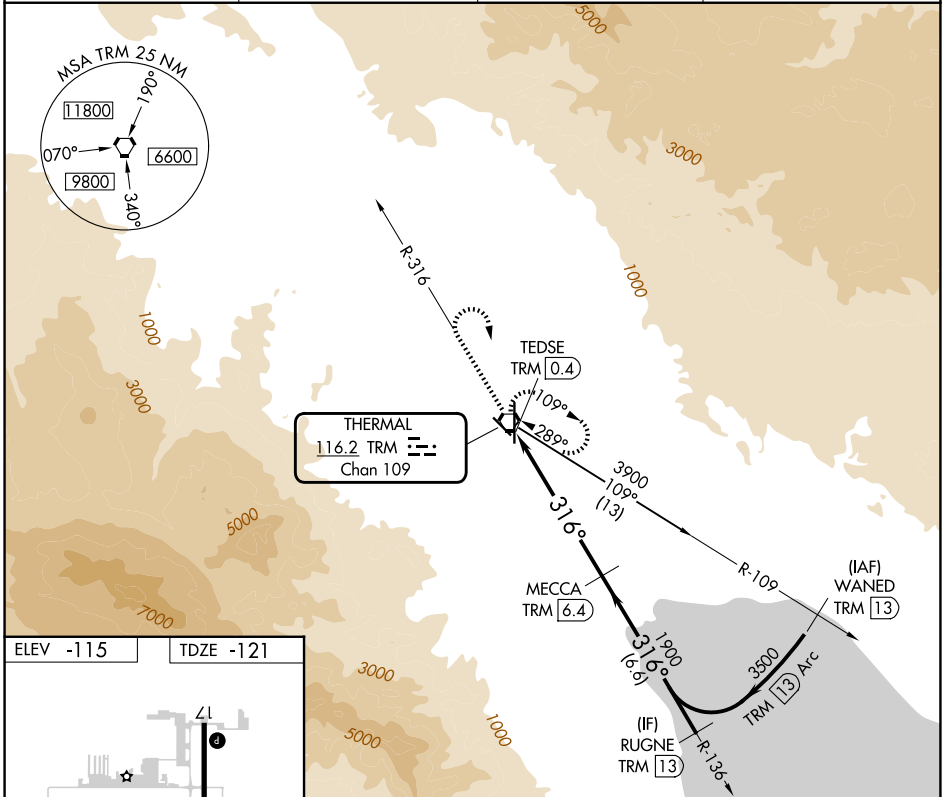 5000
MSA TRM 25 NM
190°
11800
070°
6600
9800
340°
3000
R-316
1000
1000
TEDSE
TRM 0.4
3000
109°
THERMAL
116.2 TRM
Chan 109
289°
3900
109°
(13)
316°
5000
R-109
(IAF)
WANED
TRM 13
MECCA
TRM 6.4
7000
1900
316°
(6.6)
3500
TRM 13 Arc
ELEV -115
TDZE -121
3000
1000
5000
(IF)
RUGNE
TRM 13
R-136
17
P